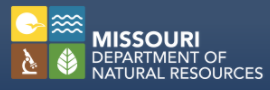 MISSOURI
DEPARTMENT OF
NATURAL RESOURCES